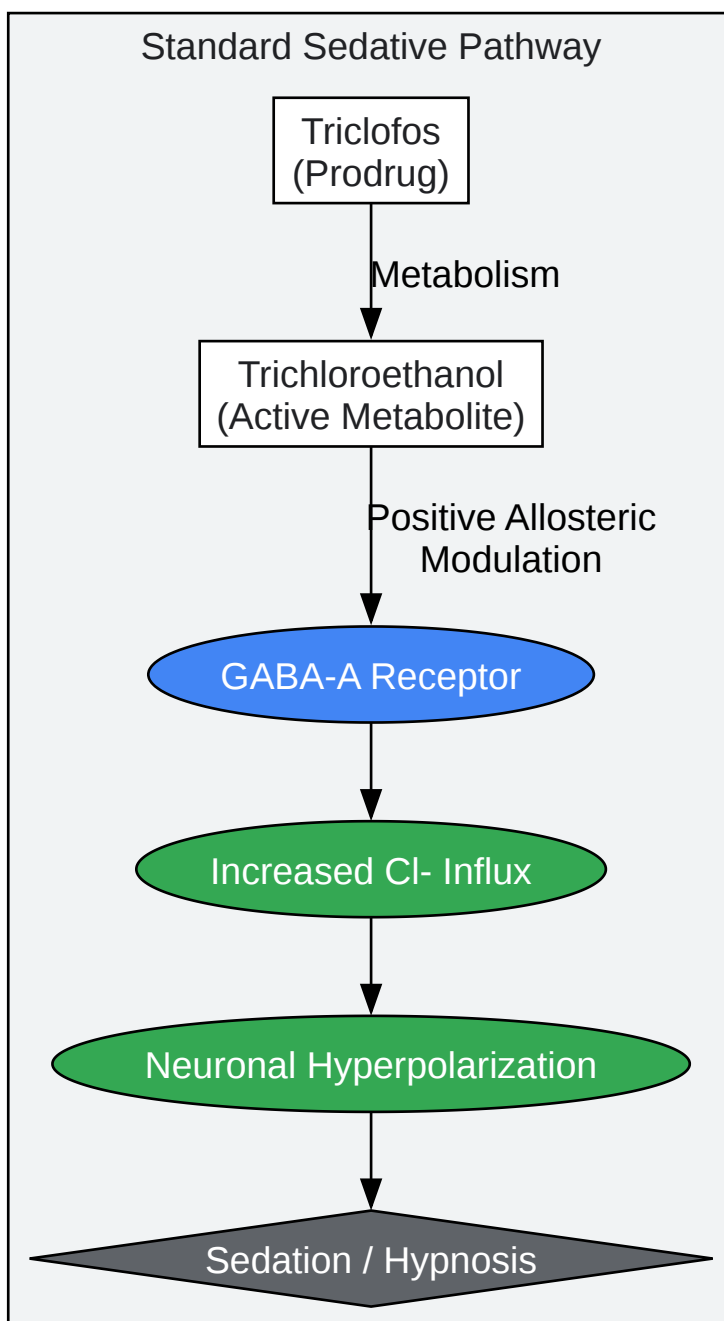 Standard Sedative Pathway
Triclofos
(Prodrug)
Metabolism
Trichloroethanol
(Active Metabolite)
Positive Allosteric
Modulation
GABA-A Receptor
Increased Cl- Influx
Neuronal Hyperpolarization
Sedation / Hypnosis